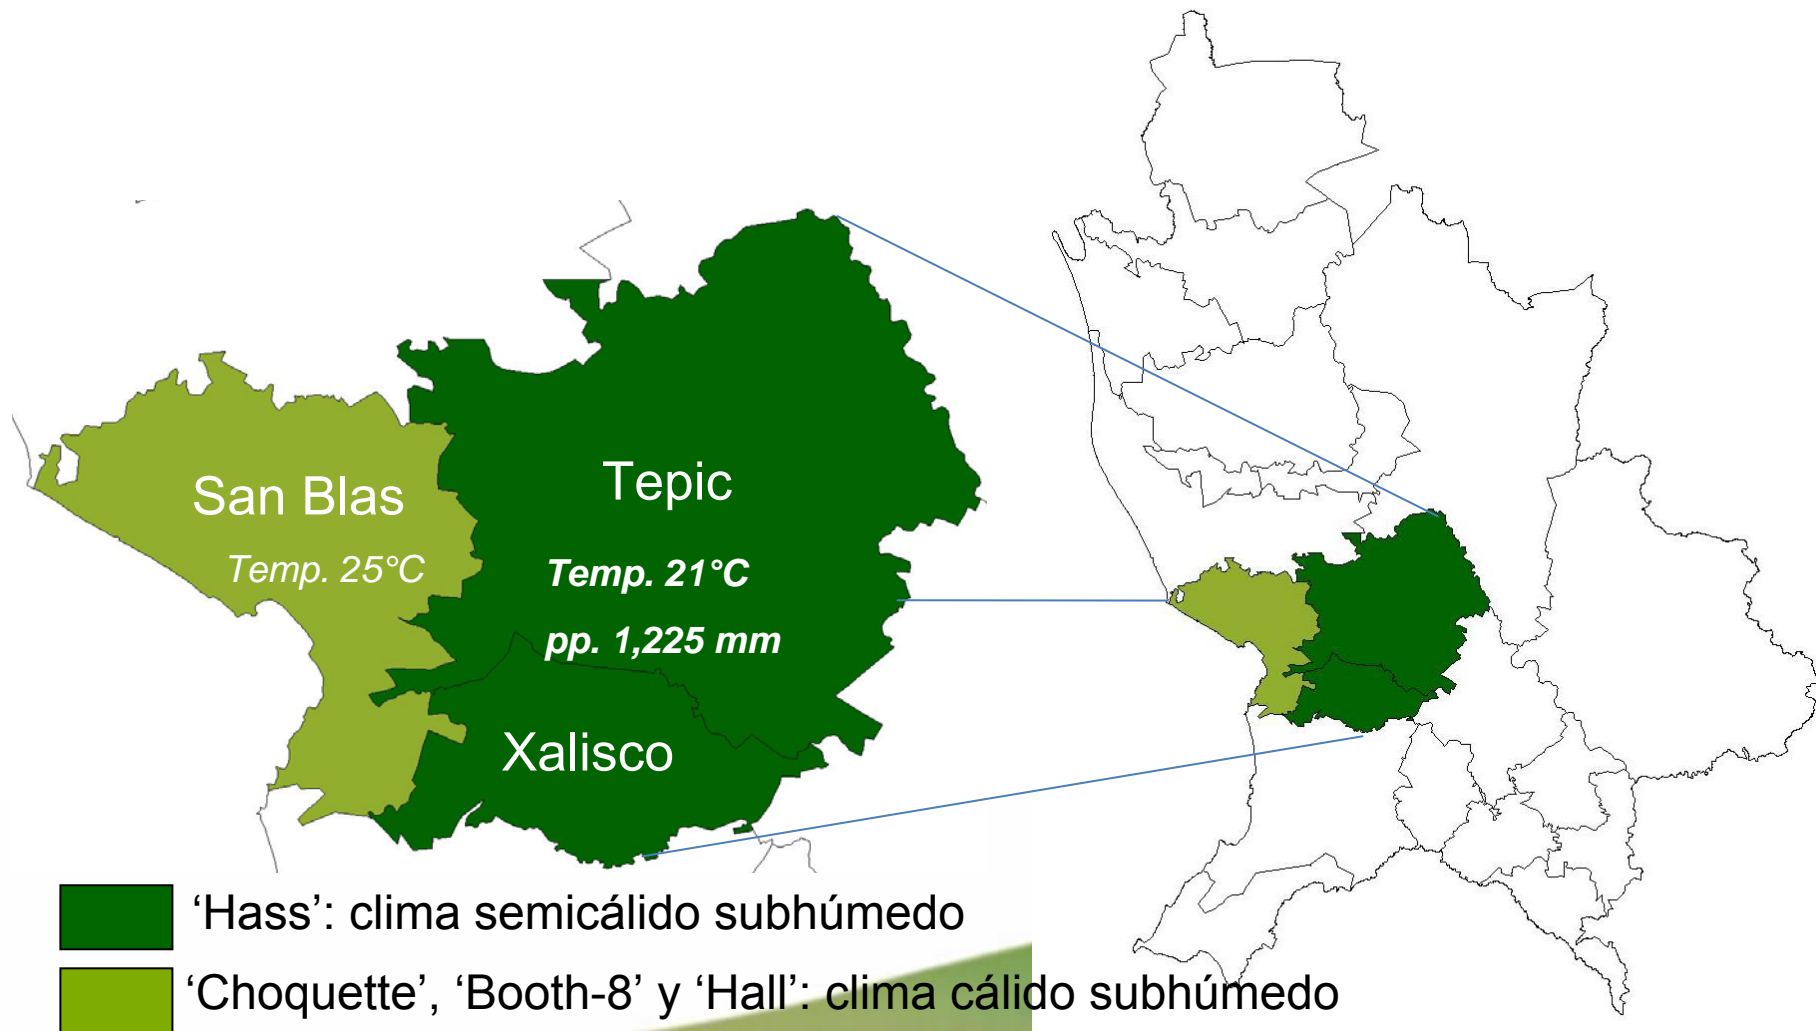 San Blas
Temp. 25°C
Tepic
Temp. 21°C
pp. 1,225 mm
Xalisco
‘Hass’: clima semicálido subhúmedo
‘Choquette’, ‘Booth-8’ y ‘Hall’: clima cálido subhúmedo